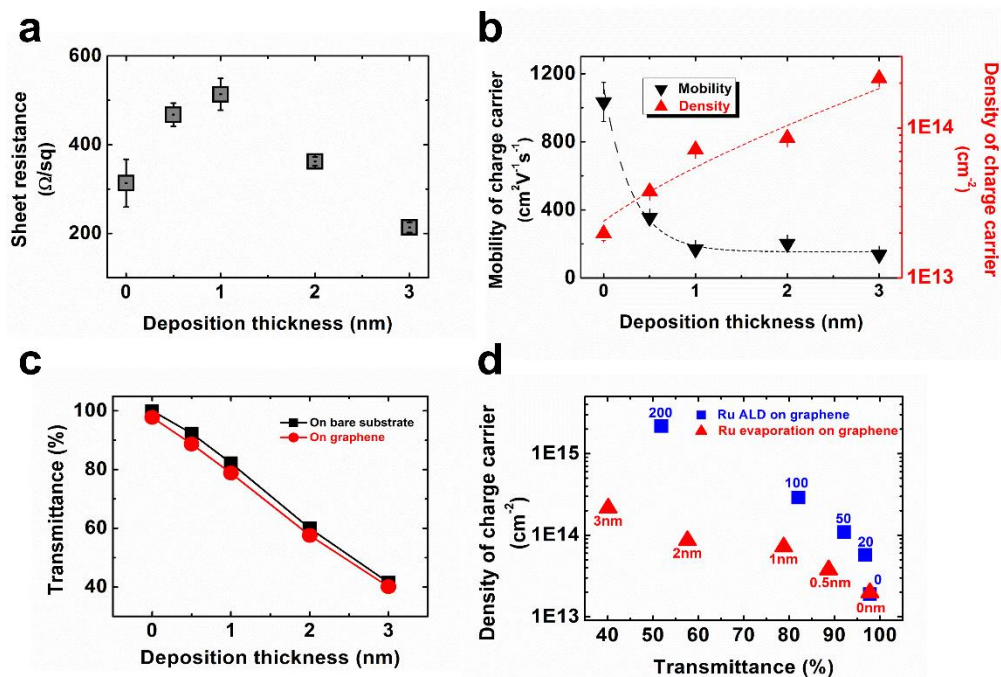 a
600
400
200
0
1
2
3
Sheet resistance
(Ω/sq)
Deposition thickness (nm)
b
1200
800
400
0
0
1
2
3
Mobility of charge carrier
(cm²V⁻¹s⁻¹)
Mobility
Density
1E14
1E13
Density of charge carrier
(cm⁻²)
Deposition thickness (nm)
c
100
80
60
40
0
1
2
3
Transmittance (%)
On bare substrate
On graphene
Deposition thickness (nm)
d
1E15
1E14
1E13
40
50
60
70
80
90
100
Density of charge carrier
(cm⁻²)
Ru ALD on graphene
Ru evaporation on graphene
200
100
50
20
0
3nm
2nm
1nm
0.5nm
0nm
Transmittance (%)